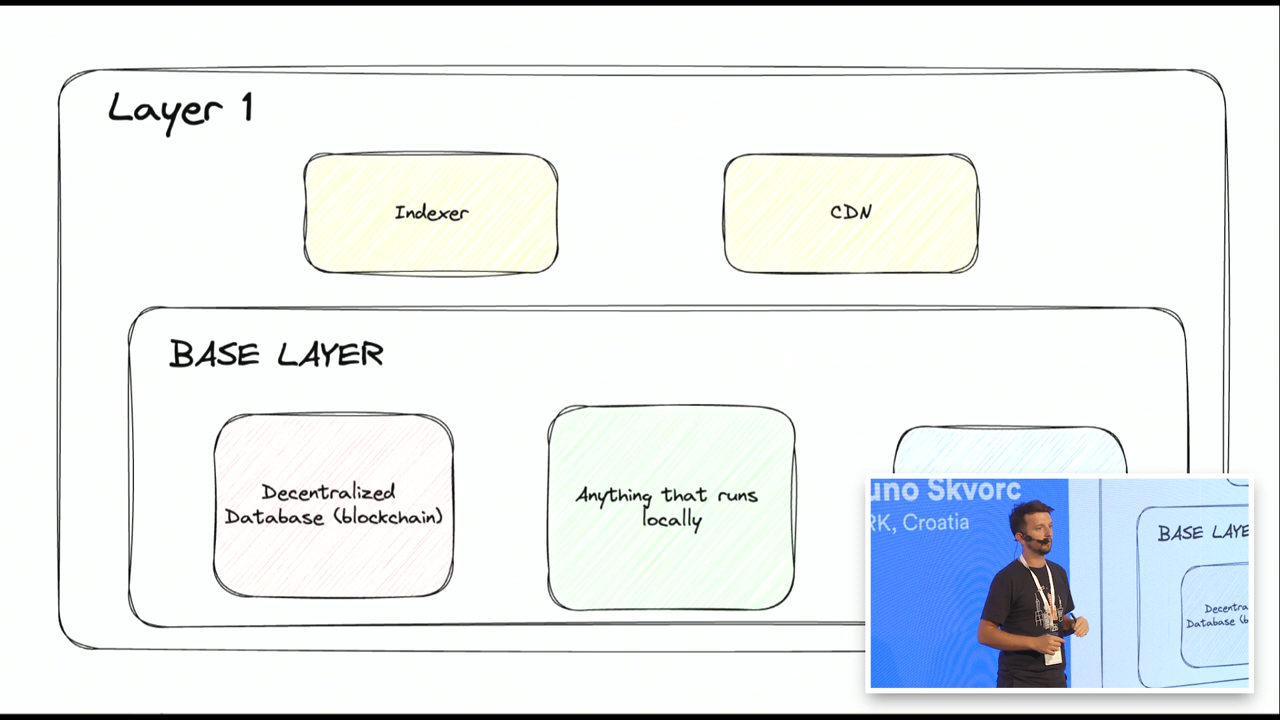 Layer 1
Indexer
CDN
BASE LAYER
Decentralized
Database (blockchain)
Anything that runs
locally
uno Skvorc
RK, Croatia
BASE LAYE
Decentra
Database (b